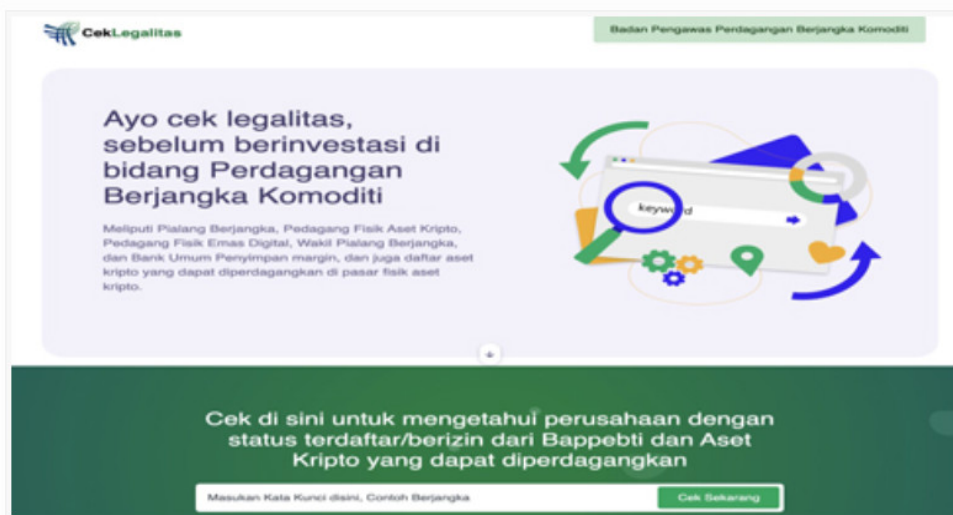 CekLegalitas
Badan Pengawas Perdagangan Berjangka Komoditi
Ayo cek legalitas,
sebelum berinvestasi di
bidang Perdagangan
Berjangka Komoditi
Meliputi Pialang Berjangka, Pedagang Fisik Aset Kripto,
Pedagang Fisik Emas Digital, Wakil Pialang Berjangka,
dan Bank Umum Penyimpan margin, dan juga daftar aset
kripto yang dapat diperdagangkan di pasar fisik aset
kripto.
keyword
Cek di sini untuk mengetahui perusahaan dengan
status terdaftar/berizin dari Bappebti dan Aset
Kripto yang dapat diperdagangkan
Masukan Kata Kunci disini, Contoh Berjangka
Cek Sekarang